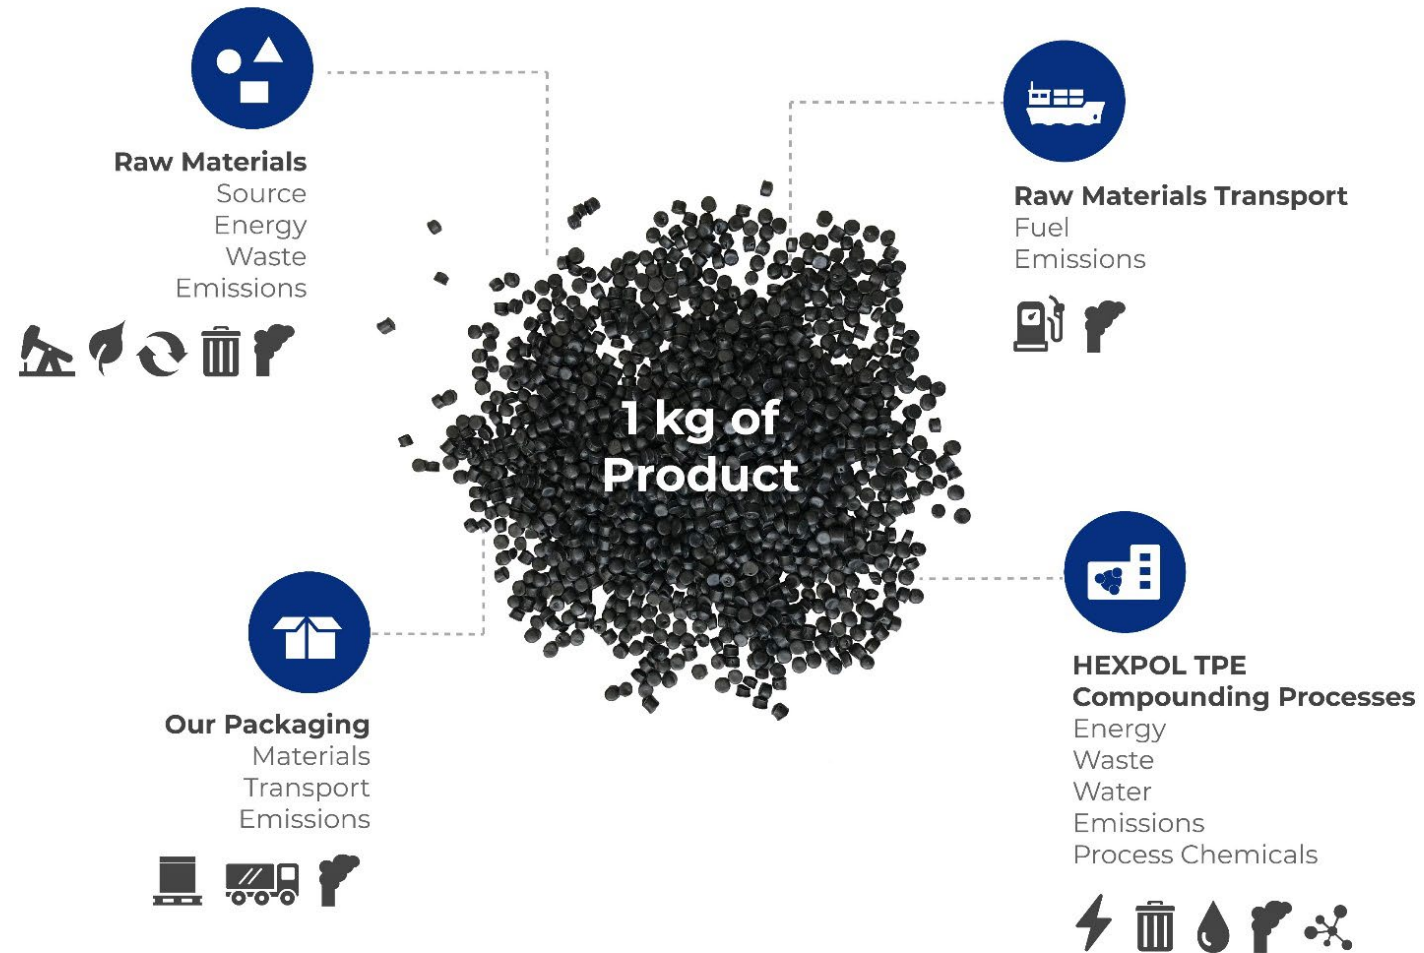 Raw Materials
Source
Energy
Waste
Emissions
Raw Materials Transport
Fuel
Emissions
1 kg of
Product
Our Packaging
Materials
Transport
Emissions
HEXPOL TPE
Compounding Processes
Energy
Waste
Water
Emissions
Process Chemicals